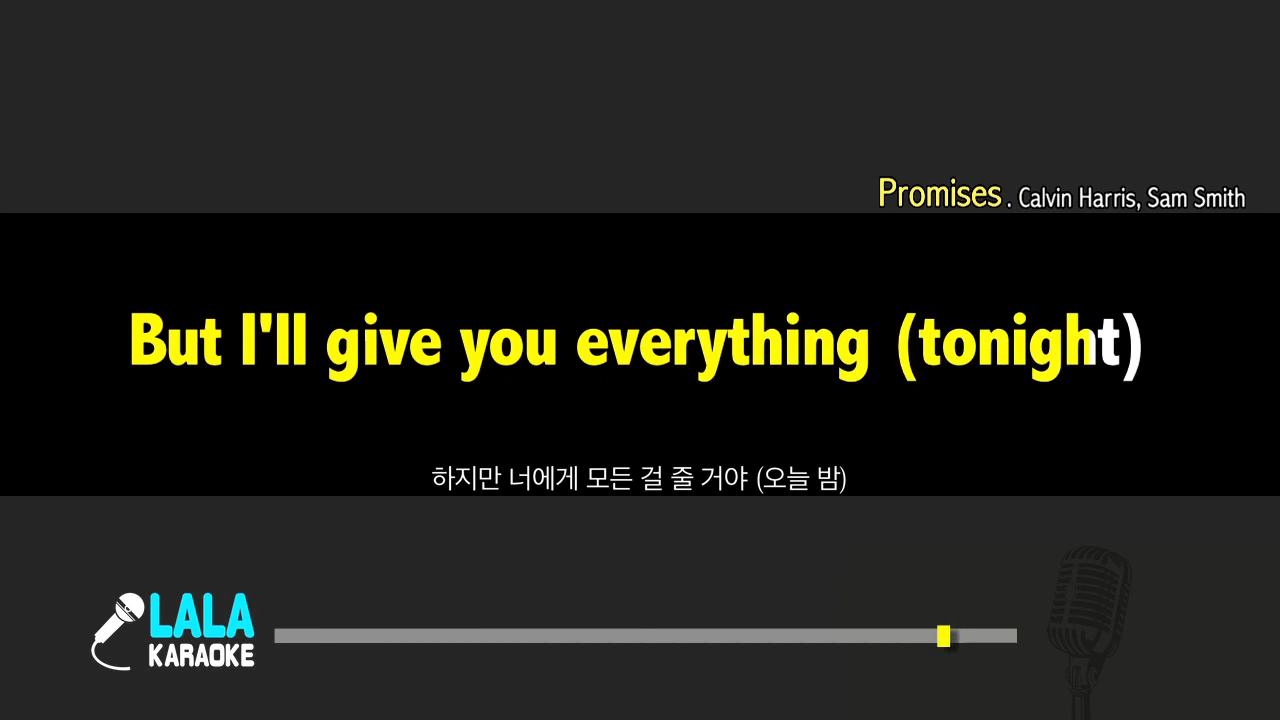 Promises . Calvin Harris, Sam Smith
But I'll give you everything (tonight)
하지만 너에게 모든 걸 줄 거야 (오늘 밤)
LALA
KARAOKE